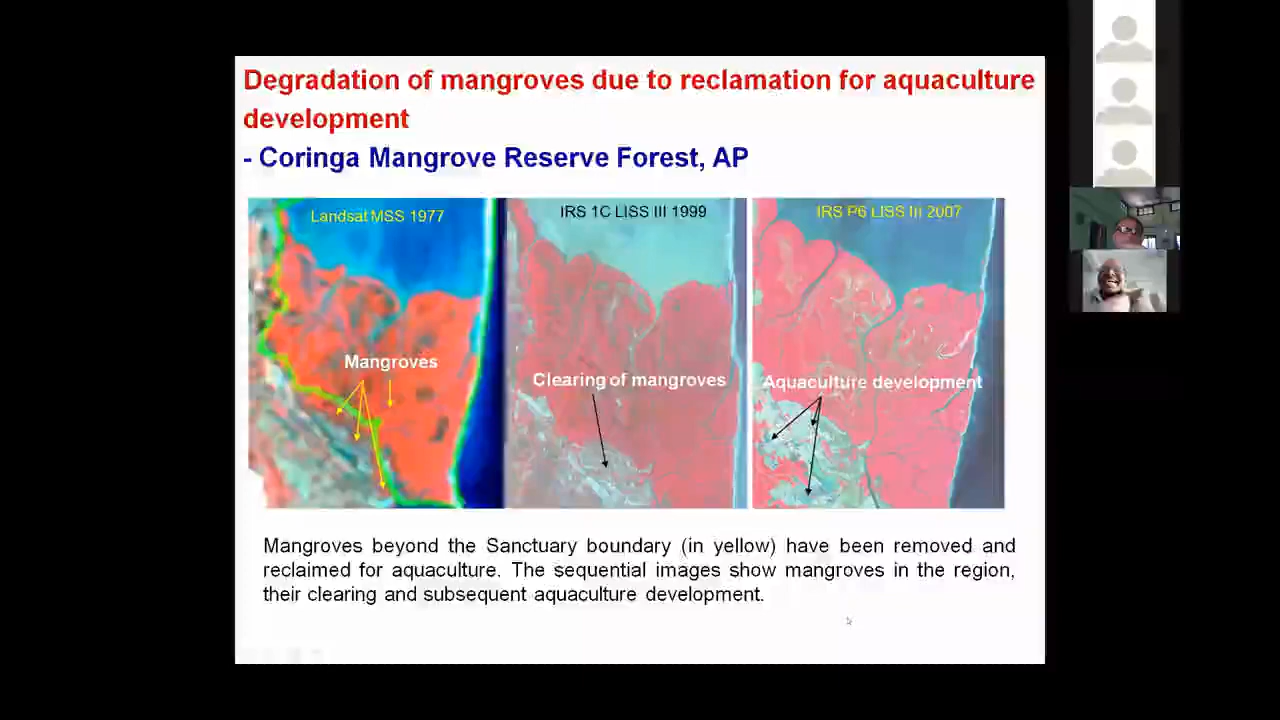 Degradation of mangroves due to reclamation for aquaculture
development
- Coringa Mangrove Reserve Forest, AP
Landsat MSS 1977
IRS 1C LISS III 1999
IRS P6 LISS III 2007
Mangroves
Clearing of mangroves
Aquaculture development
Mangroves beyond the Sanctuary boundary (in yellow) have been removed and
reclaimed for aquaculture. The sequential images show mangroves in the region,
their clearing and subsequent aquaculture development.